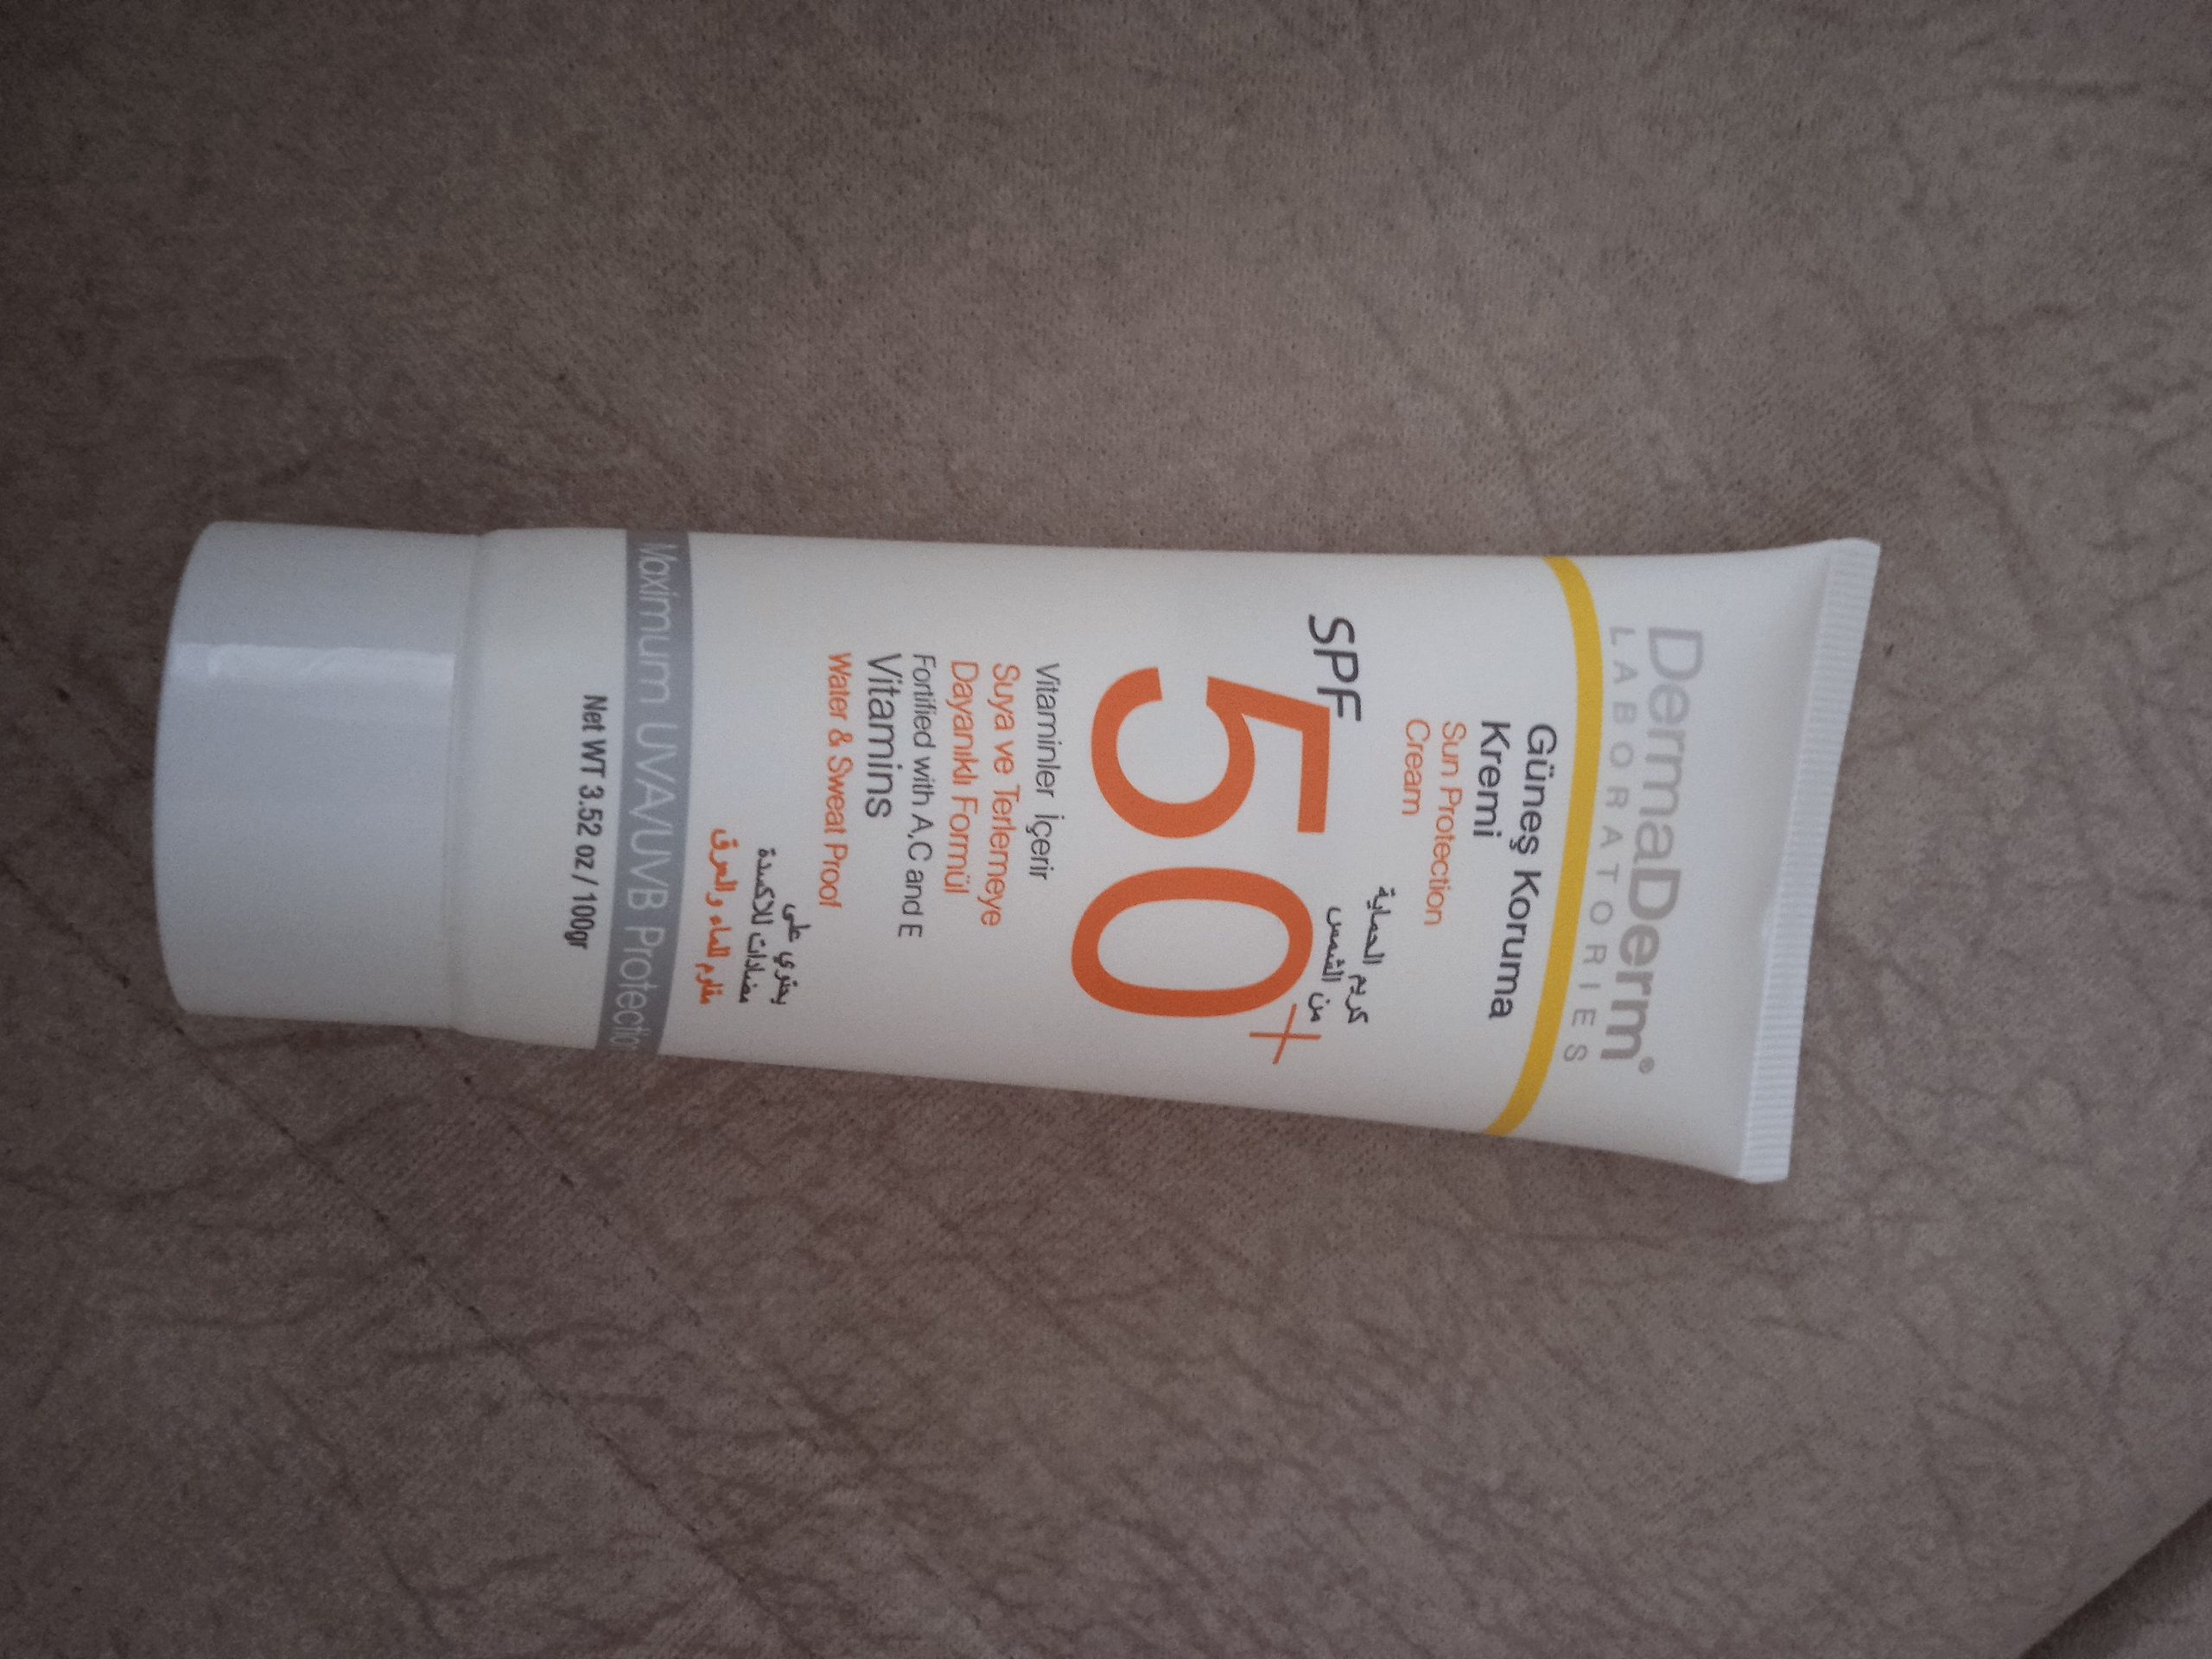 DermaDerm®
LABORATORIES
Güneş Koruma
Kremi
Sun Protection
Cream
كريم الحماية
من الشمس
SPF
50+
Vitaminler İçerir
Suya ve Terlemeye
Dayanıklı Formül
Fortified with A,C and E
Vitamins
Water & Sweat Proof
يحتوي على
مضادات للاكسدة
مقاوم الماء والعرق
Maximum UVA/UVB Protectio
Net WT 3.52 oz / 100gr